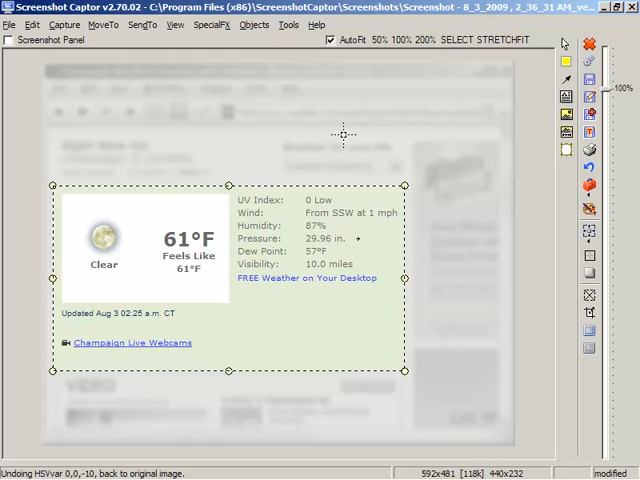 Screenshot Captor v2.70.02 - C:\Program Files (x86)\ScreenshotCaptor\Screenshots\Screenshot - 8_3_2009 , 2_36_31 AM_ve...
File Edit Capture MoveTo SendTo View SpecialFX Objects Tools Help
Screenshot Panel AutoFit 50% 100% 200% SELECT STRETCHFIT
100%
UV Index: 0 Low
Wind: From SSW at 1 mph
Humidity: 87%
Pressure: 29.96 in.
Dew Point: 57°F
Visibility: 10.0 miles
FREE Weather on Your Desktop
61°F
Feels Like
61°F
Clear
Updated Aug 3 02:25 a.m. CT
Champaign Live Webcams
VIDEO
Undoing HSVvar 0,0,-10, back to original image. 592x481 [118k] 440x232 modified